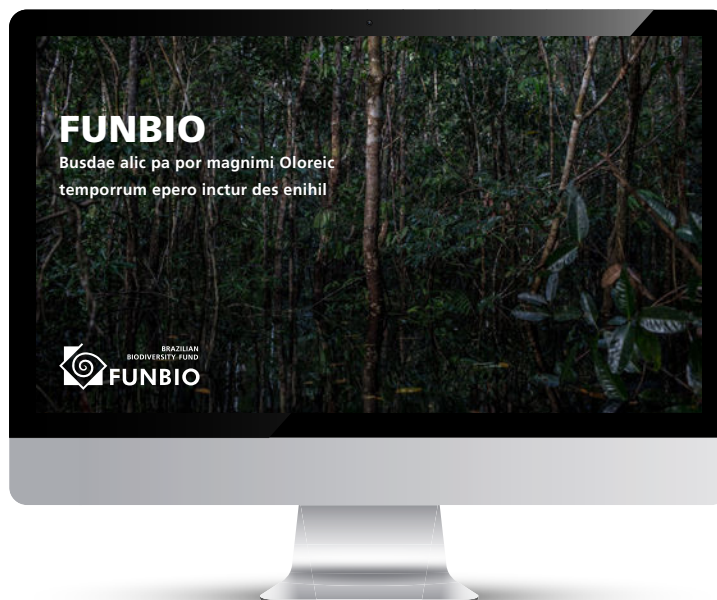 FUNBIO
Busdae alic pa por magnimi Oloreic
temporrum epero inctur des enihil
BRAZILIAN
BIODIVERSITY FUND
FUNBIO